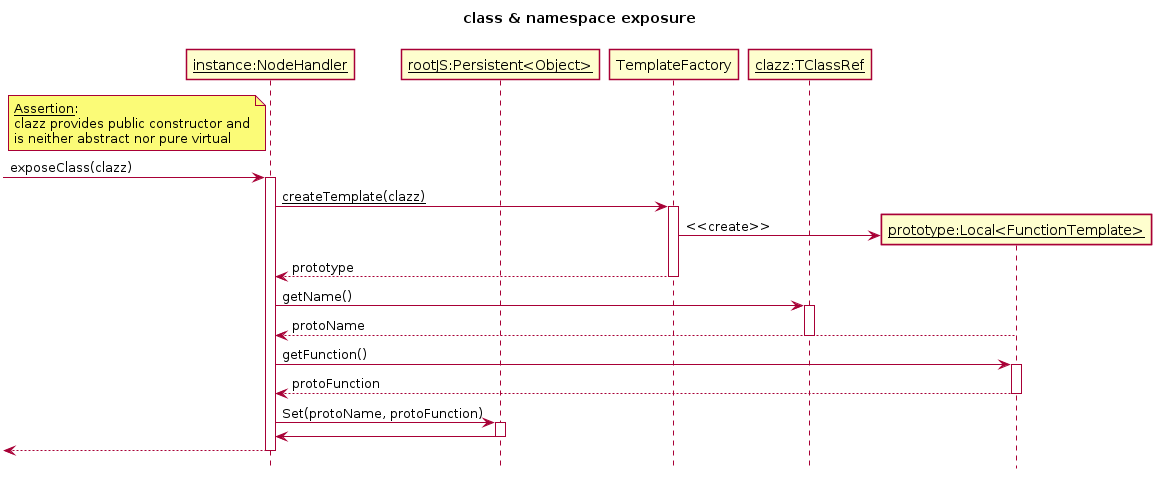 class & namespace exposure
instance:NodeHandler
rootJS:Persistent<Object>
TemplateFactory
clazz:TClassRef
Assertion:
clazz provides public constructor and
is neither abstract nor pure virtual
exposeClass(clazz)
createTemplate(clazz)
<<create>>
prototype:Local<FunctionTemplate>
prototype
getName()
protoName
getFunction()
protoFunction
Set(protoName, protoFunction)